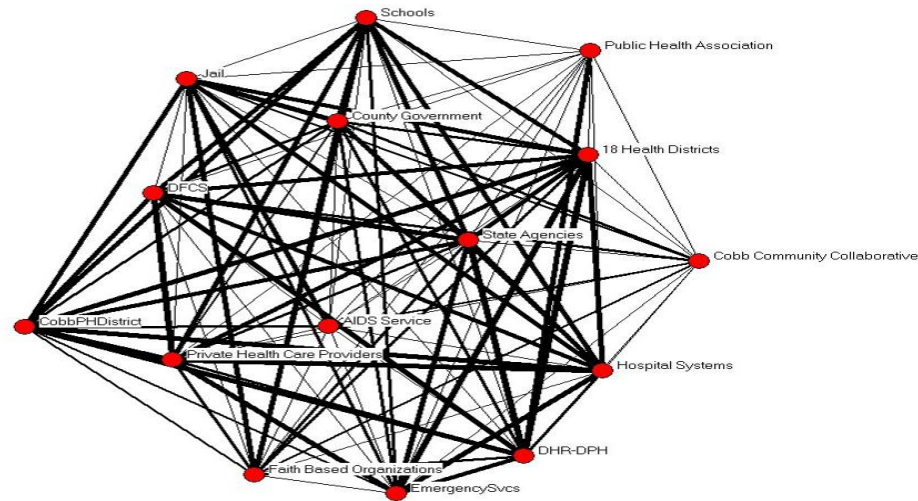 Schools
Public Health Association
Jail
County Government
18 Health Districts
DFCS
State Agencies
Cobb Community Collaborative
CobbPHDistrict
AIDS Service
Private Health Care Providers
Hospital Systems
DHR-DPH
Faith Based Organizations
EmergencySvcs